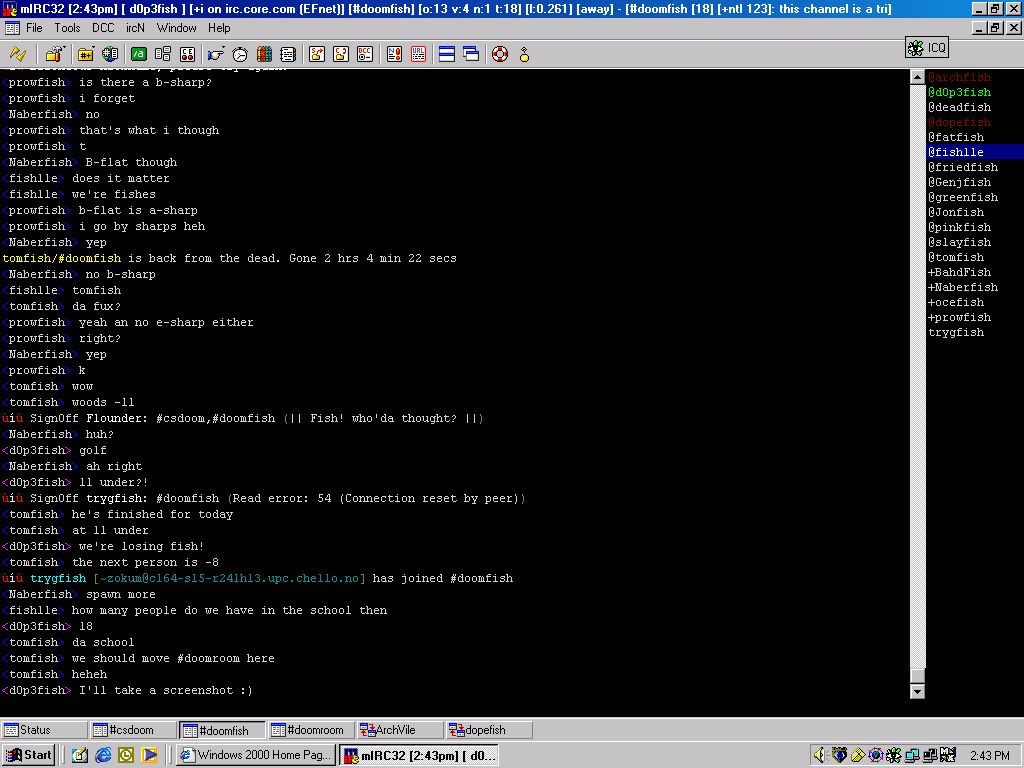 mIRC32 [2:43pm] [ d0p3fish ] [+i on irc.core.com (EFnet)] [#doomfish] [o:13 v:4 n:1 t:18] [l:0.261] [away] - [#doomfish [18] [+ntl 123]: this channel is a tri]
File Tools DCC ircN Window Help
ICQ
<prowfish> is there a b-sharp?
<prowfish> i forget
<Naberfish> no
<prowfish> that's what i though
<prowfish> t
<Naberfish> B-flat though
<fishlle> does it matter
<fishlle> we're fishes
<prowfish> b-flat is a-sharp
<prowfish> i go by sharps heh
<Naberfish> yep
tomfish/#doomfish is back from the dead. Gone 2 hrs 4 min 22 secs
<Naberfish> no b-sharp
<fishlle> tomfish
<tomfish> da fux?
<prowfish> yeah an no e-sharp either
<prowfish> right?
<Naberfish> yep
<prowfish> k
<tomfish> wow
<tomfish> woods -11
ùíù SignOff Flounder: #csdoom,#doomfish (|| Fish! who'da thought? ||)
<Naberfish> huh?
<d0p3fish> golf
<Naberfish> ah right
<d0p3fish> 11 under?!
ùíù SignOff trygfish: #doomfish (Read error: 54 (Connection reset by peer))
<tomfish> he's finished for today
<tomfish> at 11 under
<d0p3fish> we're losing fish!
<tomfish> the next person is -8
ùíù trygfish [~zokum@c164-s15-r241h13.upc.chello.no] has joined #doomfish
<Naberfish> spawn more
<fishlle> how many people do we have in the school then
<d0p3fish> 18
<tomfish> da school
<tomfish> we should move #doomroom here
<tomfish> heheh
<d0p3fish> I'll take a screenshot :)
@archfish
@d0p3fish
@deadfish
@dopefish
@fatfish
@fishlle
@friedfish
@Genjfish
@greenfish
@Jonfish
@pinkfish
@slayfish
@tomfish
+BahdFish
+Naberfish
+ocefish
+prowfish
trygfish
Status #csdoom #doomfish #doomroom ArchVile dopefish
Start Windows 2000 Home Pag... mIRC32 [2:43pm] [ d0... 2:43 PM